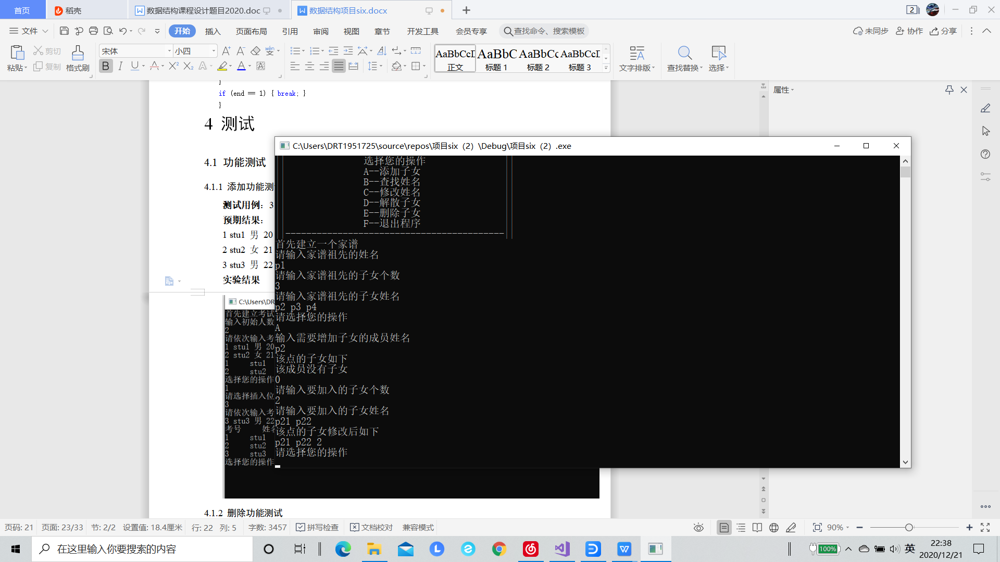 首页
稻壳
数据结构课程设计题目2020.doc
数据结构项目six.docx
2
文件
开始
插入
页面布局
引用
审阅
视图
章节
开发工具
会员专享
查找命令、搜索模板
未同步
协作
分享
粘贴
剪切
复制
格式刷
宋体
小四
AaBbCcD
正文
AaBbC
标题 1
AaBbCc
标题 2
AaBbCcI
标题 3
文字排版
查找替换
选择
属性
}
if (end == 1) { break; }
}
4 测试
4.1 功能测试
4.1.1 添加功能测
测试用例：3
预期结果：
1 stu1 男 20
2 stu2 女 21
3 stu3 男 22
实验结果
C:\Users\DR
首先建立考试
输入初始人数
2
请依次输入考
1 stu1 男 20
2 stu2 女 21
1 stu1
2 stu2
选择您的操作
1
请选择插入位
3
请依次输入考
3 stu3 男 22
考号 姓名
1 stu1
2 stu2
3 stu3
选择您的操作
4.1.2 删除功能测试
C:\Users\DRT1951725\source\repos\项目six（2）\Debug\项目six（2）.exe
选择您的操作
A--添加子女
B--查找姓名
C--修改姓名
D--解散子女
E--删除子女
F--退出程序
------------------------------------------
首先建立一个家谱
请输入家谱祖先的姓名
p1
请输入家谱祖先的子女个数
3
请输入家谱祖先的子女姓名
p2 p3 p4
请选择您的操作
A
输入需要增加子女的成员姓名
p2
该点的子女如下
该成员没有子女
0
请输入要加入的子女个数
2
请输入要加入的子女姓名
p21 p22
该点的子女修改后如下
p21 p22 2
请选择您的操作
页码: 21 页面: 23/33 节: 2/2 设置值: 18.4厘米 行: 22 列: 5 字数: 3457 拼写检查 文档校对 兼容模式
90%
在这里输入你要搜索的内容
100%
英
22:38
2020/12/21